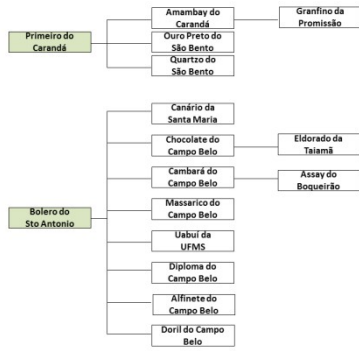 Amambay do
Carandá
Granfino da
Promissão
Primeiro do
Carandá
Ouro Preto do
São Bento
Quartzo do
São Bento
Canário da
Santa Maria
Chocolate do
Campo Belo
Eldorado da
Taiamã
Cambará do
Campo Belo
Assay do
Boqueirão
Bolero do
Sto Antonio
Massarico do
Campo Belo
Uabuí da
UFMS
Diploma do
Campo Belo
Alfinete do
Campo Belo
Doril do Campo
Belo